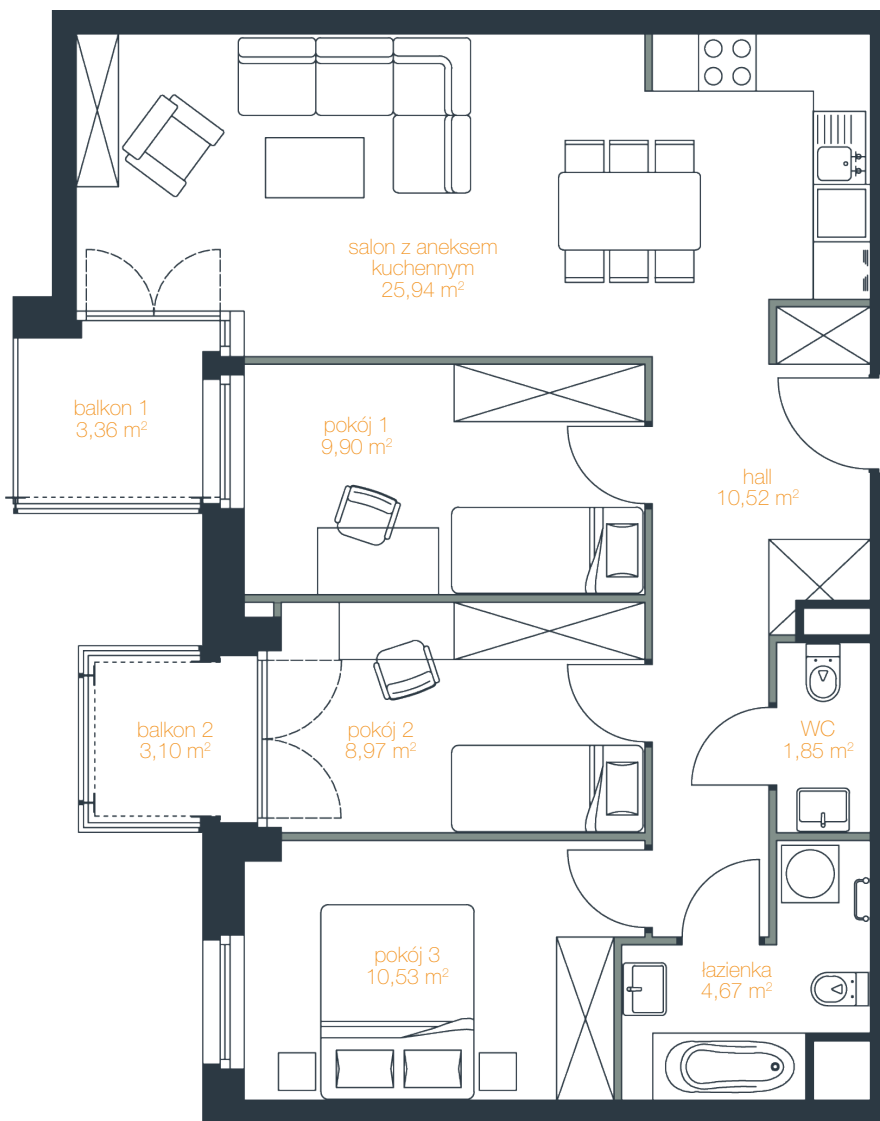 salon z aneksem
kuchennym
25,94 m²
balkon 1
3,36 m²
pokój 1
9,90 m²
hall
10,52 m²
balkon 2
3,10 m²
pokój 2
8,97 m²
WC
1,85 m²
pokój 3
10,53 m²
łazienka
4,67 m²